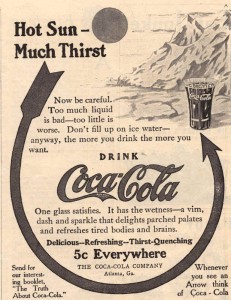 Hot Sun –
Much Thirst
Now be careful.
Too much liquid
is bad—too little is
worse. Don't fill up on ice water—
anyway, the more you drink the more you
want.
DRINK
Coca-Cola
One glass satisfies. It has the wetness—a vim,
dash and sparkle that delights parched palates
and refreshes tired bodies and brains.
Delicious—Refreshing—Thirst-Quenching
5c Everywhere
THE COCA-COLA COMPANY
Atlanta, Ga.
Send for
our interest-
ing booklet,
"The Truth
About Coca-Cola."
Whenever
you see an
Arrow think
of Coca-Cola